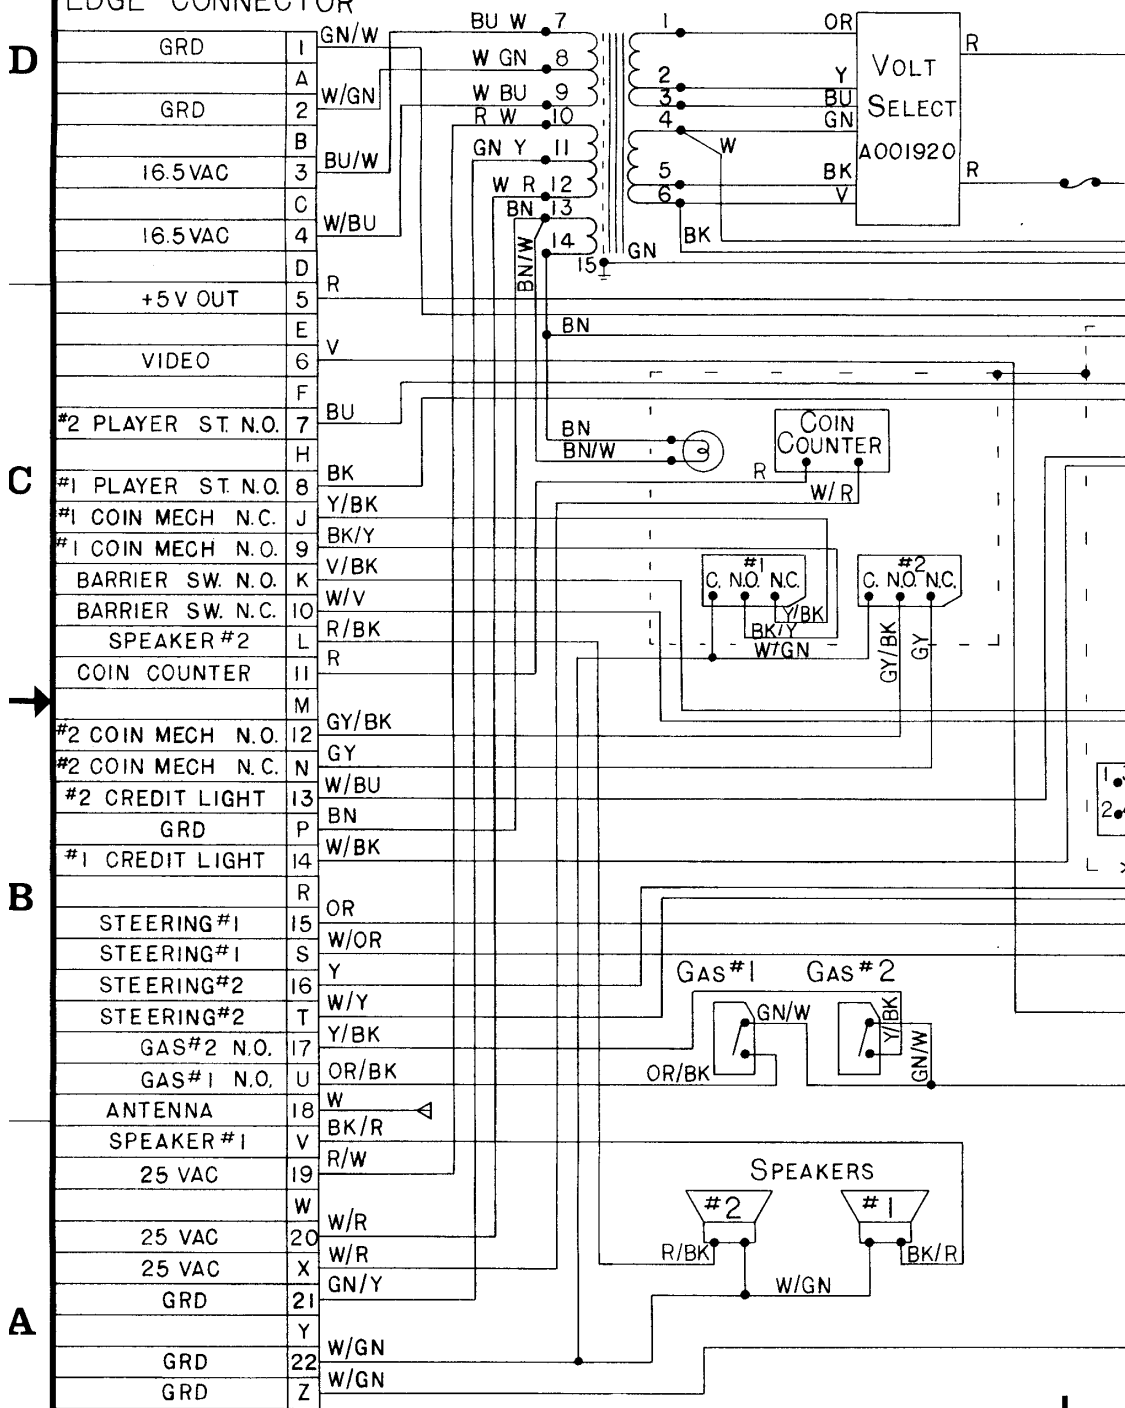 EDGE CONNECTOR
D
GRD 1 GN/W
A
GRD 2 W/GN
B
16.5VAC 3 BU/W
C
16.5VAC 4 W/BU
D
+5V OUT 5 R
E
VIDEO 6 V
F
#2 PLAYER ST. N.O. 7 BU
H
C
#1 PLAYER ST. N.O. 8 BK
#1 COIN MECH N.C. J Y/BK
#1 COIN MECH N.O. 9 BK/Y
BARRIER SW. N.O. K V/BK
BARRIER SW. N.C. 10 W/V
SPEAKER #2 L R/BK
COIN COUNTER 11 R
M
#2 COIN MECH N.O. 12 GY/BK
#2 COIN MECH N.C. N GY
#2 CREDIT LIGHT 13 W/BU
GRD P BN
#1 CREDIT LIGHT 14 W/BK
B
R
STEERING #1 15 OR
STEERING #1 S W/OR
STEERING #2 16 Y
STEERING #2 T W/Y
GAS #2 N.O. 17 Y/BK
GAS #1 N.O. U OR/BK
ANTENNA 18 W
SPEAKER #1 V BK/R
25 VAC 19 R/W
W
25 VAC 20 W/R
25 VAC X W/R
GRD 21 GN/Y
A
Y
GRD 22 W/GN
GRD Z W/GN
BU W 7
W GN 8
W BU 9
R W 10
GN Y 11
W R 12
BN 13
14
BN/W
15 GN
1 OR
2 Y
3 BU
4 GN
W
5 BK
6 V
BK
VOLT
SELECT
A001920
R
R
BN
BN
BN/W
COIN
COUNTER
R
W/R
#1
C. N.O. N.C.
Y/BK
BK/Y
W/GN
#2
C. N.O. N.C.
GY/BK
GY
1
2
GAS #1 GAS #2
GN/W
OR/BK
Y/BK
GN/W
SPEAKERS
#2 #1
R/BK
BK/R
W/GN